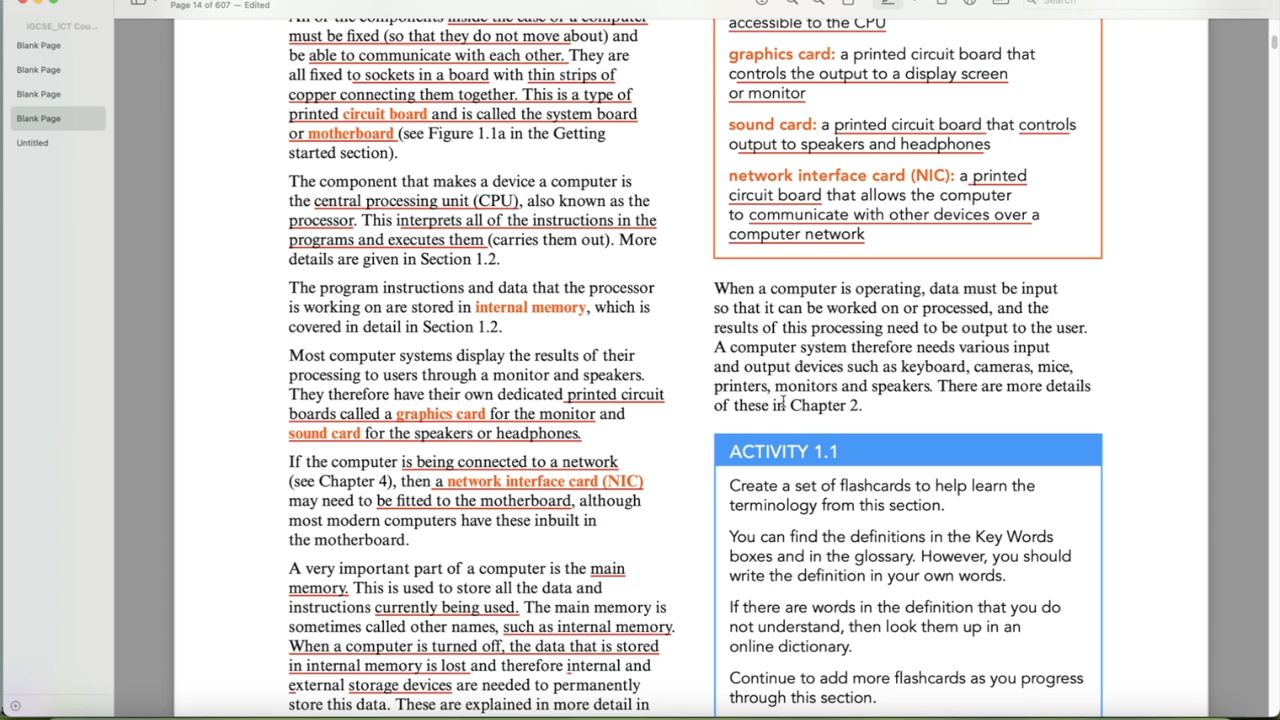 Page 14 of 607 – Edited
Search
IGCSE_ICT Cou...
Blank Page
Blank Page
Blank Page
Blank Page
Untitled
All of the components inside the case of a computer
must be fixed (so that they do not move about) and
be able to communicate with each other. They are
all fixed to sockets in a board with thin strips of
copper connecting them together. This is a type of
printed circuit board and is called the system board
or motherboard (see Figure 1.1a in the Getting
started section).
The component that makes a device a computer is
the central processing unit (CPU), also known as the
processor. This interprets all of the instructions in the
programs and executes them (carries them out). More
details are given in Section 1.2.
The program instructions and data that the processor
is working on are stored in internal memory, which is
covered in detail in Section 1.2.
Most computer systems display the results of their
processing to users through a monitor and speakers.
They therefore have their own dedicated printed circuit
boards called a graphics card for the monitor and
sound card for the speakers or headphones.
If the computer is being connected to a network
(see Chapter 4), then a network interface card (NIC)
may need to be fitted to the motherboard, although
most modern computers have these inbuilt in
the motherboard.
A very important part of a computer is the main
memory. This is used to store all the data and
instructions currently being used. The main memory is
sometimes called other names, such as internal memory.
When a computer is turned off, the data that is stored
in internal memory is lost and therefore internal and
external storage devices are needed to permanently
store this data. These are explained in more detail in
accessible to the CPU
graphics card: a printed circuit board that
controls the output to a display screen
or monitor
sound card: a printed circuit board that controls
output to speakers and headphones
network interface card (NIC): a printed
circuit board that allows the computer
to communicate with other devices over a
computer network
When a computer is operating, data must be input
so that it can be worked on or processed, and the
results of this processing need to be output to the user.
A computer system therefore needs various input
and output devices such as keyboard, cameras, mice,
printers, monitors and speakers. There are more details
of these in Chapter 2.
ACTIVITY 1.1
Create a set of flashcards to help learn the
terminology from this section.
You can find the definitions in the Key Words
boxes and in the glossary. However, you should
write the definition in your own words.
If there are words in the definition that you do
not understand, then look them up in an
online dictionary.
Continue to add more flashcards as you progress
through this section.